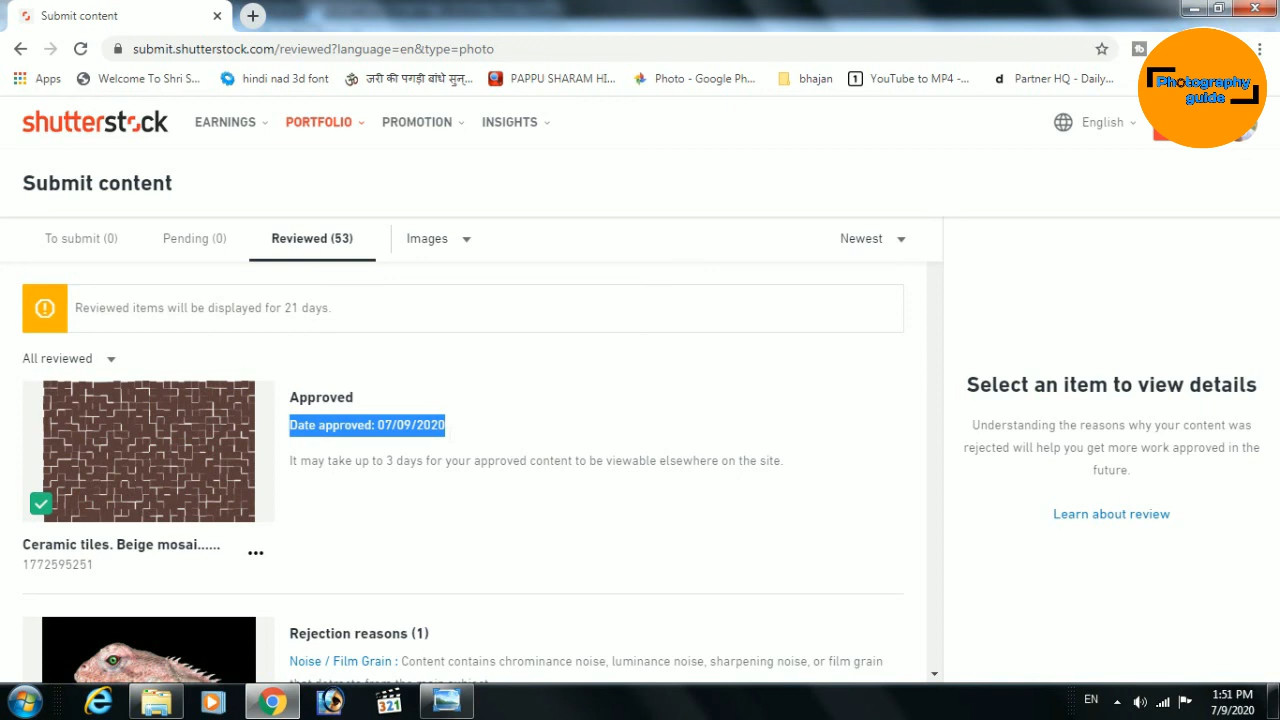 Submit content
submit.shutterstock.com/reviewed?language=en&type=photo
Apps
Welcome To Shri S...
hindi nad 3d font
जरी की पगड़ी बांधे सुन...
PAPPU SHARAM HI...
Photo - Google Ph...
bhajan
YouTube to MP4 -...
Partner HQ - Daily...
Photography
guide
shutterstock
EARNINGS
PORTFOLIO
PROMOTION
INSIGHTS
English
Submit content
To submit (0)
Pending (0)
Reviewed (53)
Images
Newest
Reviewed items will be displayed for 21 days.
All reviewed
Approved
Date approved: 07/09/2020
It may take up to 3 days for your approved content to be viewable elsewhere on the site.
Ceramic tiles. Beige mosai......
1772595251
Rejection reasons (1)
Noise / Film Grain : Content contains chrominance noise, luminance noise, sharpening noise, or film grain
that detracts from the main subject
Select an item to view details
Understanding the reasons why your content was
rejected will help you get more work approved in the
future.
Learn about review
321
EN
1:51 PM
7/9/2020